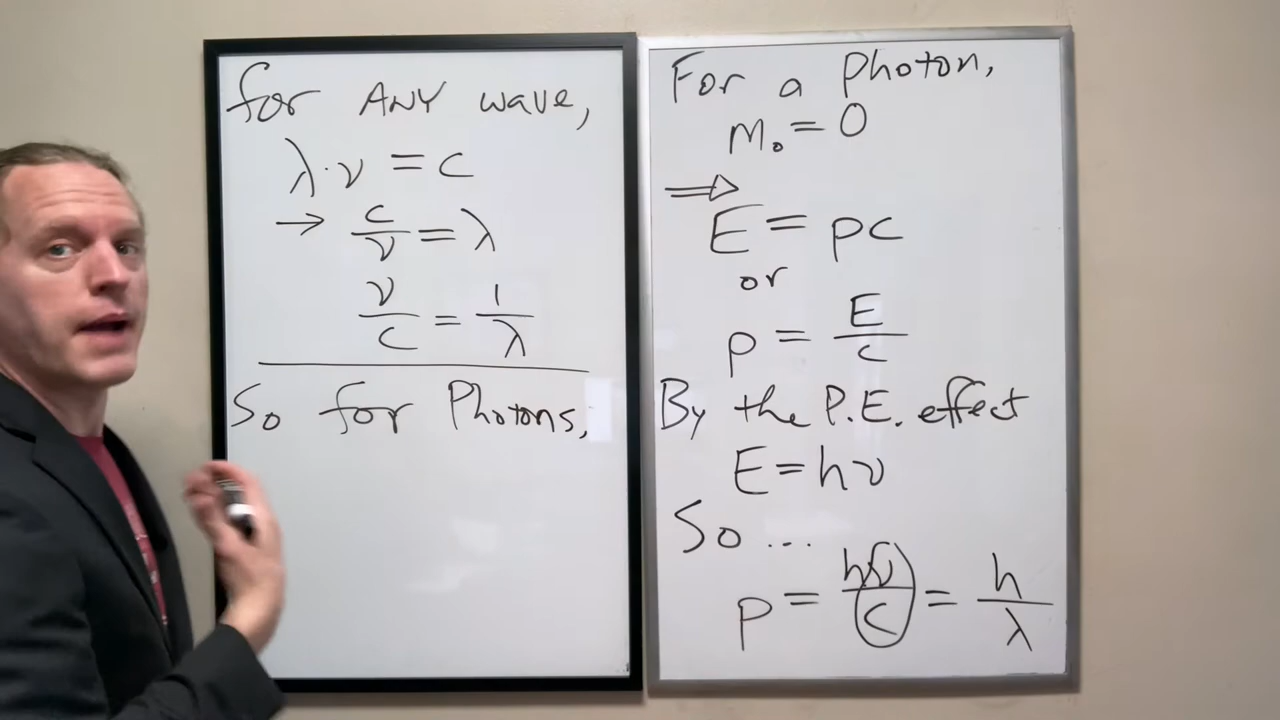 for ANY wave,
λ·ν = c
→ c/ν = λ
ν/c = 1/λ
So for Photons,
For a photon,
m₀ = 0
⇒
E = pc
or
p = E/c
By the P.E. effect
E = hν
So ...
p = hν/c = h/λ